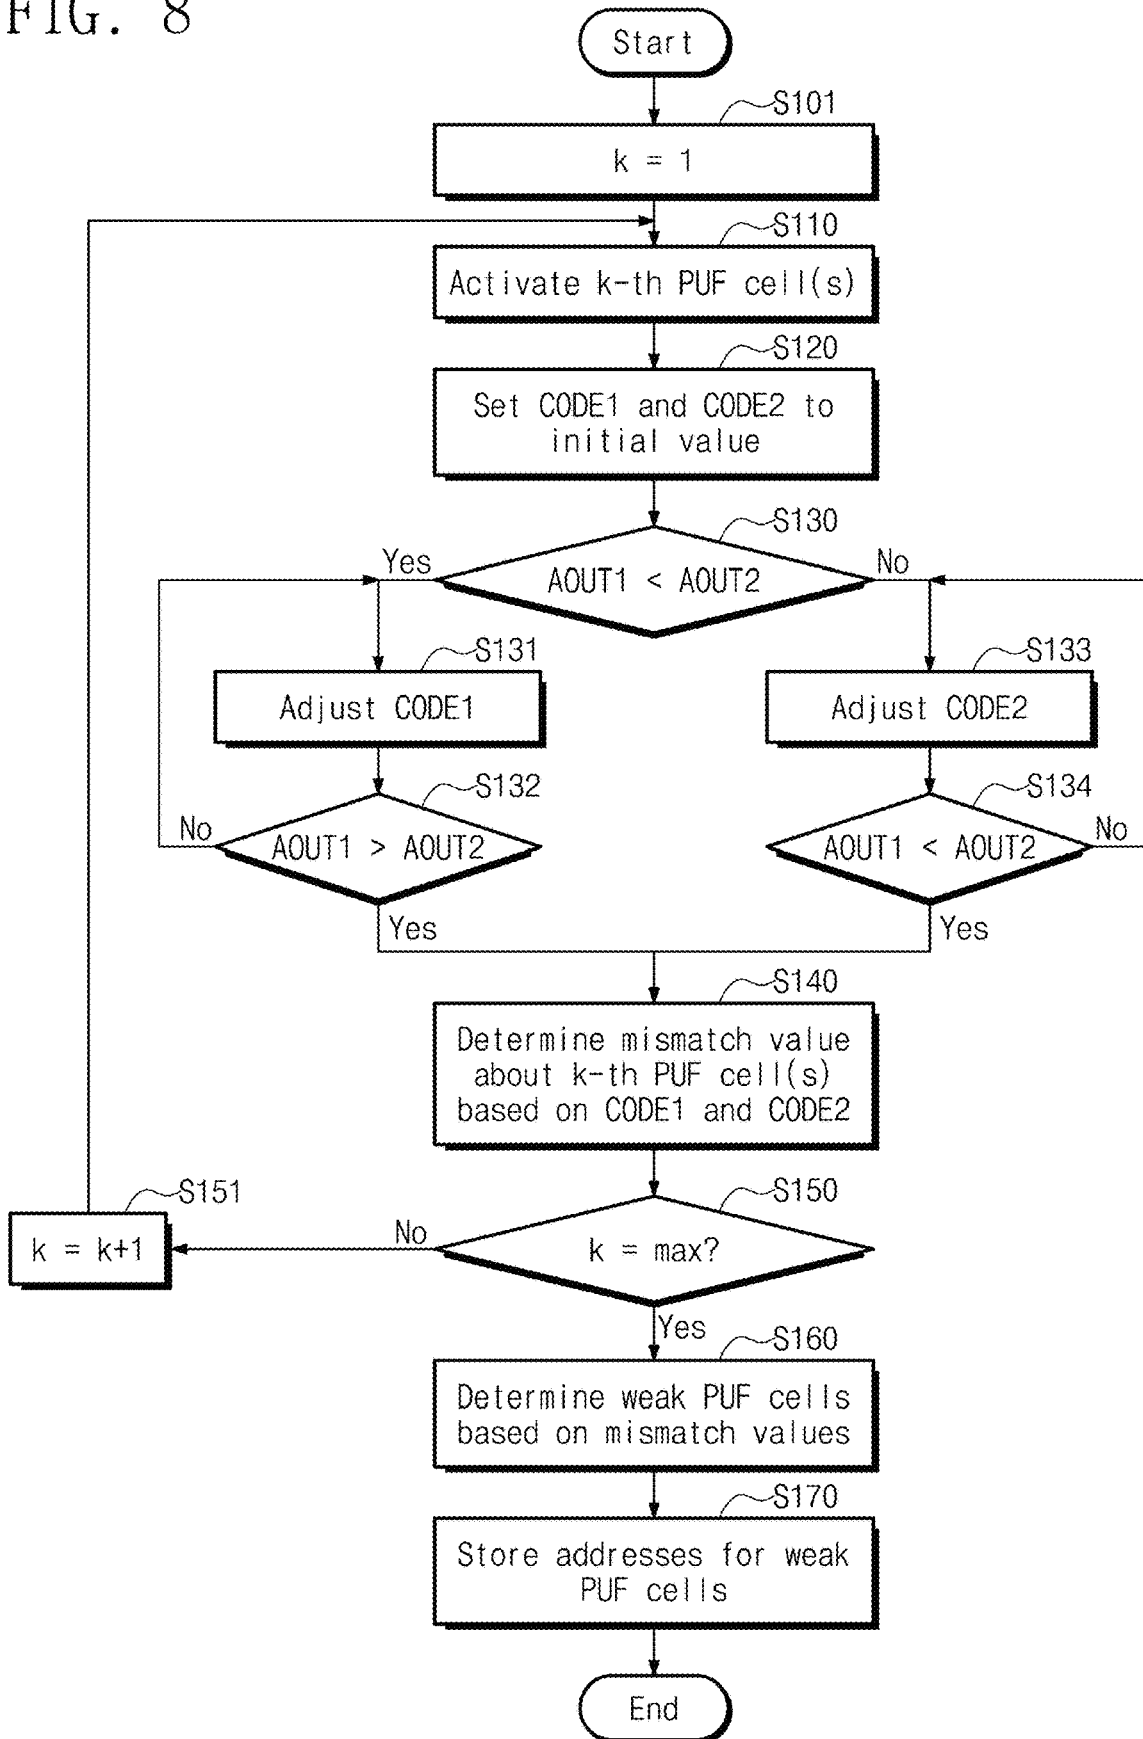 FIG. 8
Start
S101
k = 1
S110
Activate k-th PUF cell(s)
S120
Set CODE1 and CODE2 to
initial value
S130
Yes
AOUT1 < AOUT2
No
S131
Adjust CODE1
S133
Adjust CODE2
S132
No
AOUT1 > AOUT2
Yes
S134
AOUT1 < AOUT2
No
Yes
S140
Determine mismatch value
about k-th PUF cell(s)
based on CODE1 and CODE2
S150
k = max?
No
S151
k = k+1
Yes
S160
Determine weak PUF cells
based on mismatch values
S170
Store addresses for weak
PUF cells
End